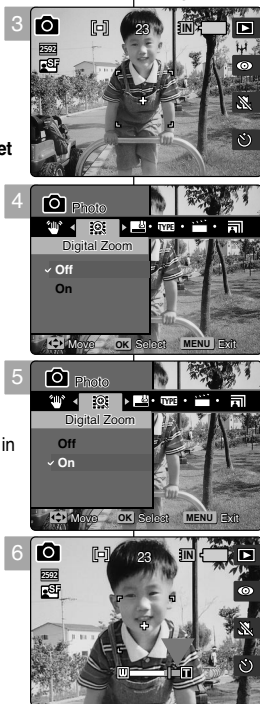 3
23 IN
2592
SF
et
4
Photo
TYPE
Digital Zoom
Off
On
Move OK Select MENU Exit
5
Photo
TYPE
Digital Zoom
in
Off
On
Move OK Select MENU Exit
6
23 IN
2592
SF
W T